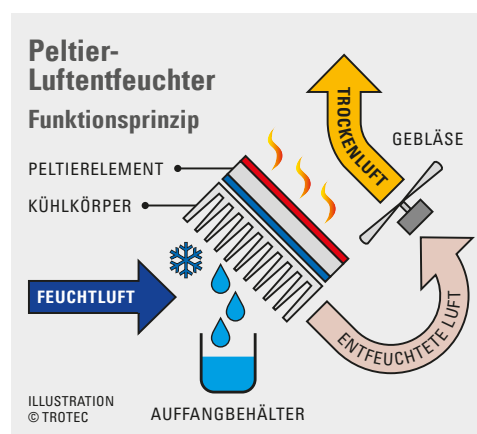 Peltier-
Luftentfeuchter
Funktionsprinzip
TROCKENLUFT
GEBLÄSE
PELTIERELEMENT
KÜHLKÖRPER
FEUCHTLUFT
ENTFEUCHTETE LUFT
ILLUSTRATION
© TROTEC
AUFFANGBEHÄLTER